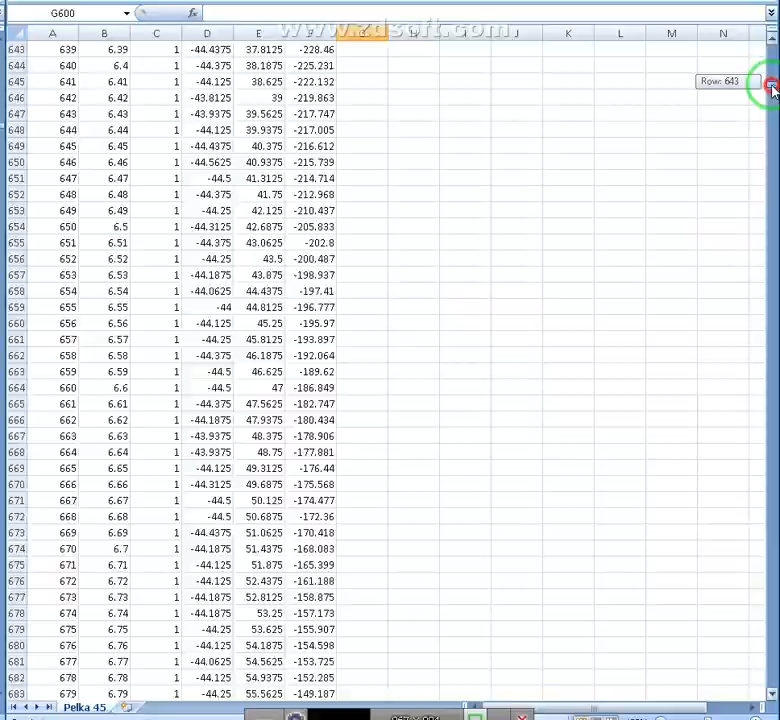 G600 fx
www.zdsoft.com
A B C D E F G H I J K L M N
643 639 6.39 1 -44.4375 37.8125 -228.46
644 640 6.4 1 -44.375 38.1875 -225.231
645 641 6.41 1 -44.125 38.625 -222.132 Row: 643
646 642 6.42 1 -43.8125 39 -219.863
647 643 6.43 1 -43.9375 39.5625 -217.747
648 644 6.44 1 -44.125 39.9375 -217.005
649 645 6.45 1 -44.4375 40.375 -216.612
650 646 6.46 1 -44.5625 40.9375 -215.739
651 647 6.47 1 -44.5 41.3125 -214.714
652 648 6.48 1 -44.375 41.75 -212.968
653 649 6.49 1 -44.25 42.125 -210.437
654 650 6.5 1 -44.3125 42.6875 -205.833
655 651 6.51 1 -44.375 43.0625 -202.8
656 652 6.52 1 -44.25 43.5 -200.487
657 653 6.53 1 -44.1875 43.875 -198.937
658 654 6.54 1 -44.0625 44.4375 -197.41
659 655 6.55 1 -44 44.8125 -196.777
660 656 6.56 1 -44.125 45.25 -195.97
661 657 6.57 1 -44.25 45.8125 -193.897
662 658 6.58 1 -44.375 46.1875 -192.064
663 659 6.59 1 -44.5 46.625 -189.62
664 660 6.6 1 -44.5 47 -186.849
665 661 6.61 1 -44.375 47.5625 -182.747
666 662 6.62 1 -44.1875 47.9375 -180.434
667 663 6.63 1 -43.9375 48.375 -178.906
668 664 6.64 1 -43.9375 48.75 -177.881
669 665 6.65 1 -44.125 49.3125 -176.44
670 666 6.66 1 -44.3125 49.6875 -175.568
671 667 6.67 1 -44.5 50.125 -174.477
672 668 6.68 1 -44.5 50.6875 -172.36
673 669 6.69 1 -44.4375 51.0625 -170.418
674 670 6.7 1 -44.1875 51.4375 -168.083
675 671 6.71 1 -44.125 51.875 -165.399
676 672 6.72 1 -44.125 52.4375 -161.188
677 673 6.73 1 -44.1875 52.8125 -158.875
678 674 6.74 1 -44.1875 53.25 -157.173
679 675 6.75 1 -44.25 53.625 -155.907
680 676 6.76 1 -44.125 54.1875 -154.598
681 677 6.77 1 -44.0625 54.5625 -153.725
682 678 6.78 1 -44.125 54.9375 -152.285
683 679 6.79 1 -44.25 55.5625 -149.187
Pelka 45